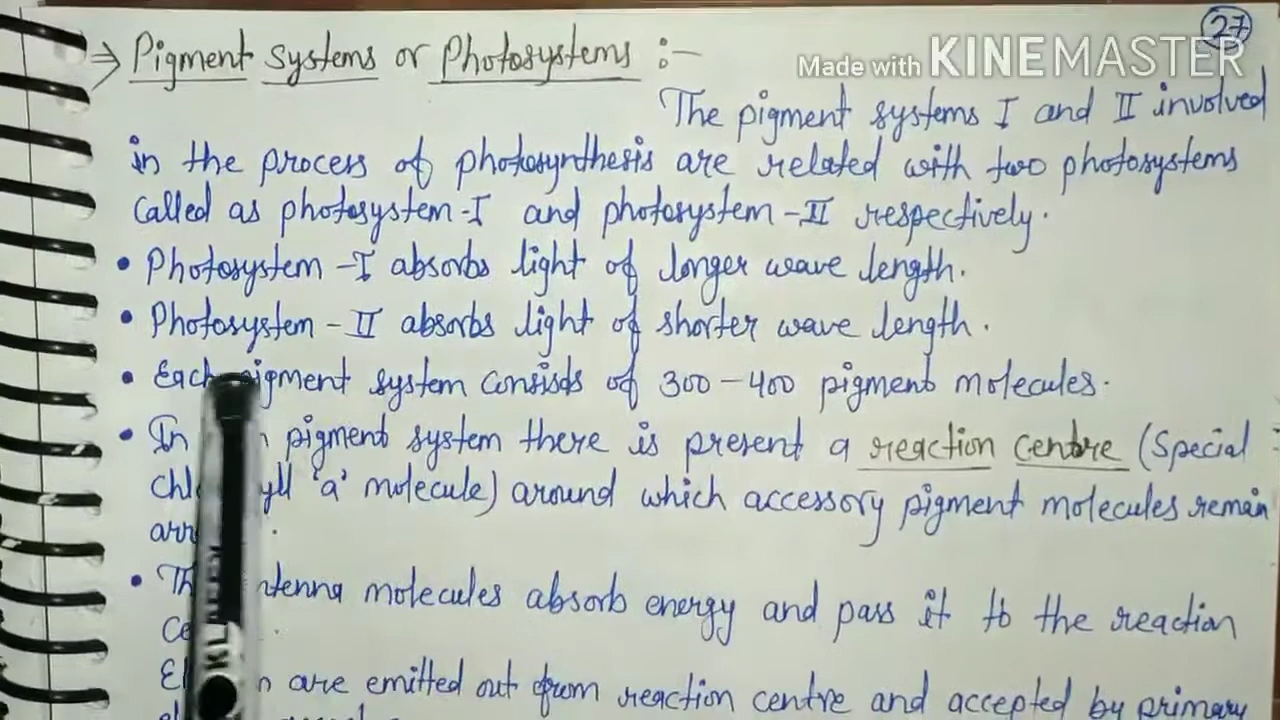 27
⇒ Pigment Systems or Photosystems :-
Made with KINEMASTER
The pigment systems I and II involved
in the process of photosynthesis are related with two photosystems
called as photosystem-I and photosystem-II respectively.
• Photosystem-I absorbs light of longer wave length.
• Photosystem-II absorbs light of shorter wave length.
• Each pigment system consists of 300-400 pigment molecules.
• In pigment system there is present a reaction centre (Special
'a' molecule) around which accessory pigment molecules remain
• molecules absorb energy and pass it to the reaction
are emitted out from reaction centre and accepted by primary